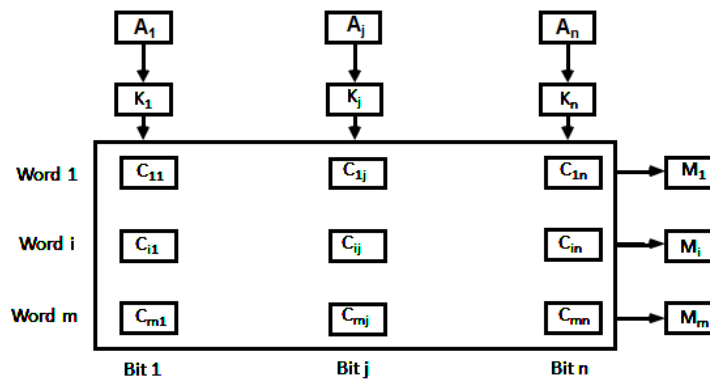 A₁ Aⱼ Aₙ
K₁ Kⱼ Kₙ
Word 1 C₁₁ C₁ⱼ C₁ₙ M₁
Word i Cᵢ₁ Cᵢⱼ Cᵢₙ Mᵢ
Word m Cₘ₁ Cₘⱼ Cₘₙ Mₘ
Bit 1 Bit j Bit n